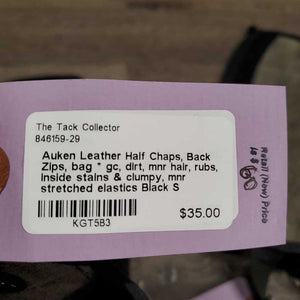 The Tack Collector
846159-29
Auken Leather Half Chaps, Back
Zips, bag * gc, dirt, mnr hair, rubs,
inside stains & clumpy, mnr
stretched elastics Black S
$35.00
KGT5B3
Retail (New) Price
is $